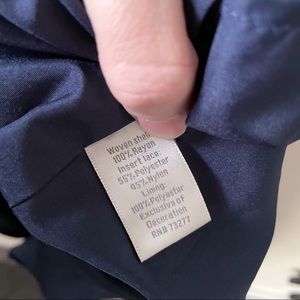 Woven shell
100% Rayon
Insert lace:
55% Polyester
45% Nylon
Lining:
100% Polyester
Exclusive of
Decoration
RN# 73277